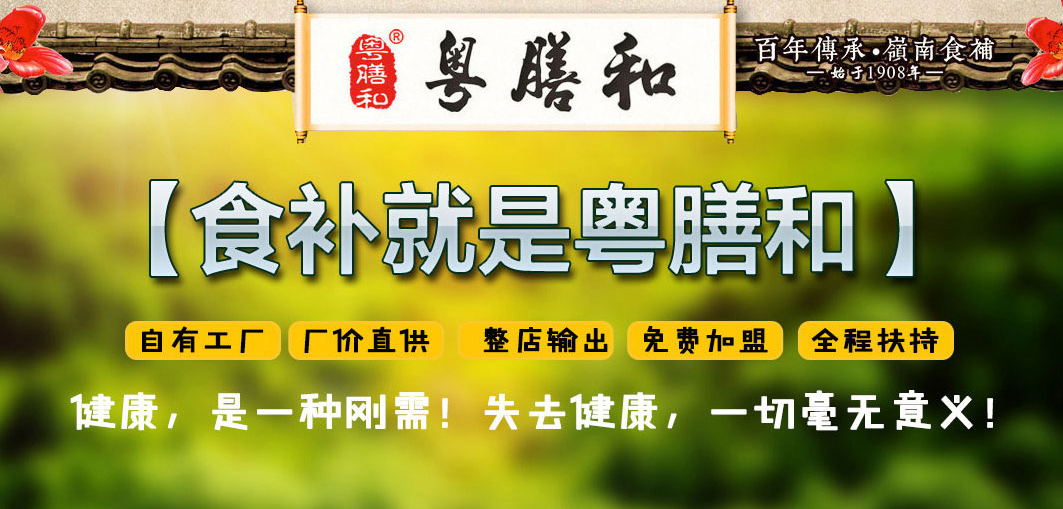 粤膳和®
粤膳和
百年傳承·嶺南食補
—始于1908年—
【食补就是粤膳和】
自有工厂 厂价直供 整店输出 免费加盟 全程扶持
健康，是一种刚需！失去健康，一切毫无意义！